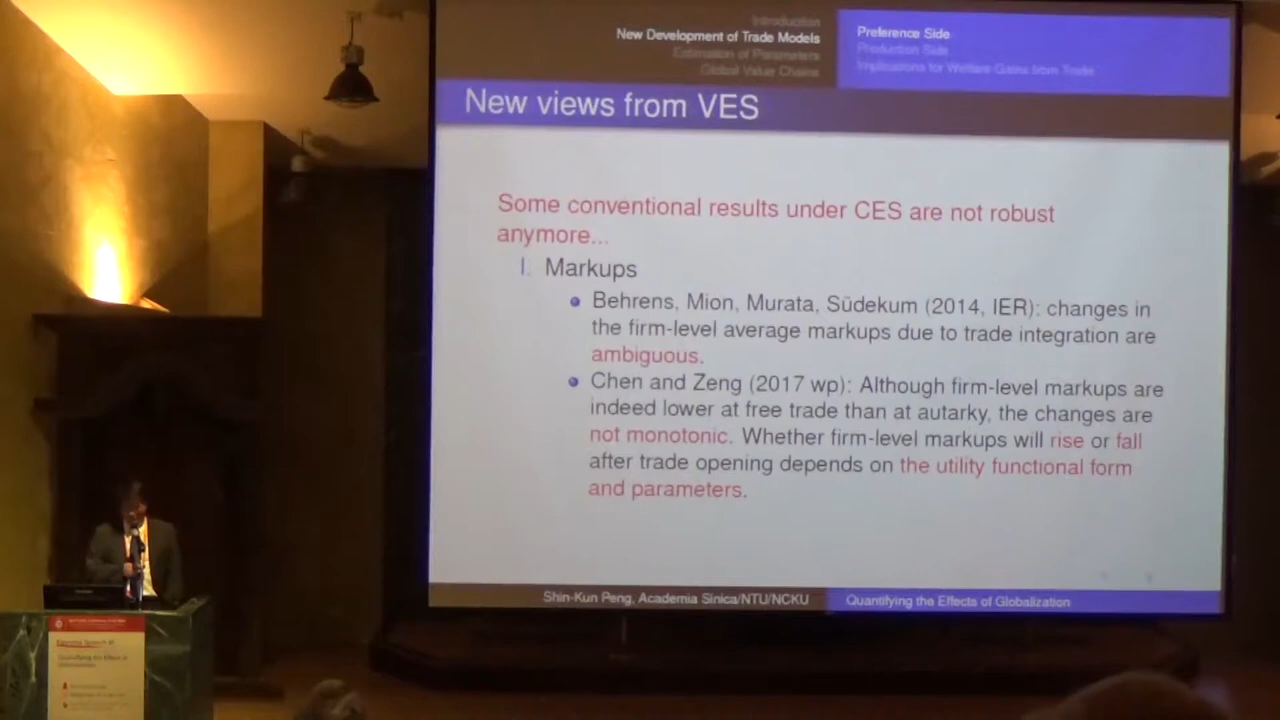 Introduction
New Development of Trade Models
Estimation of Parameters
Global Value Chains
Preference Side
Production Side
Implications for Welfare Gains from Trade
New views from VES
Some conventional results under CES are not robust
anymore...
I. Markups
Behrens, Mion, Murata, Südekum (2014, IER): changes in
the firm-level average markups due to trade integration are
ambiguous.
Chen and Zeng (2017 wp): Although firm-level markups are
indeed lower at free trade than at autarky, the changes are
not monotonic. Whether firm-level markups will rise or fall
after trade opening depends on the utility functional form
and parameters.
Shin-Kun Peng, Academia Sinica/NTU/NCKU
Quantifying the Effects of Globalization